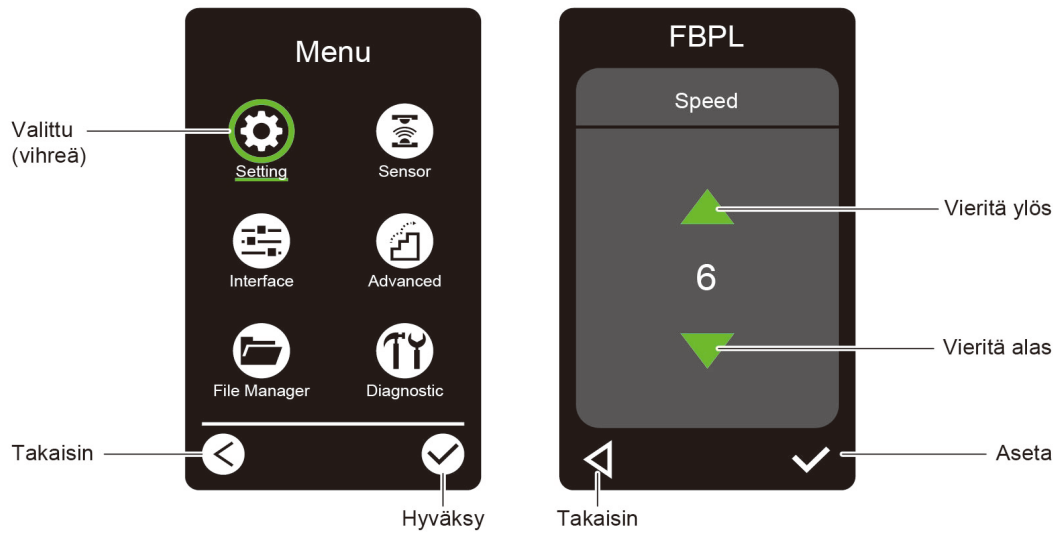 Menu
Valittu
(vihreä)
Setting
Sensor
Interface
Advanced
File Manager
Diagnostic
Takaisin
Hyväksy
FBPL
Speed
Vieritä ylös
6
Vieritä alas
Aseta
Takaisin